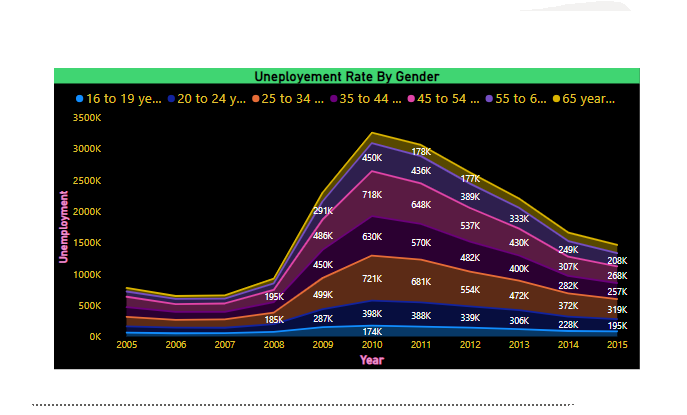 Uneployement Rate By Gender
16 to 19 ye... 20 to 24 y... 25 to 34 ... 35 to 44 ... 45 to 54 ... 55 to 6... 65 year...
3500K
3000K
2500K
2000K
1500K
1000K
500K
0K
Unemployment
195K
185K
291K
486K
450K
499K
287K
450K
718K
630K
721K
398K
174K
178K
436K
648K
570K
681K
388K
177K
389K
537K
482K
554K
339K
333K
430K
400K
472K
306K
249K
307K
282K
372K
228K
208K
268K
257K
319K
195K
2005 2006 2007 2008 2009 2010 2011 2012 2013 2014 2015
Year